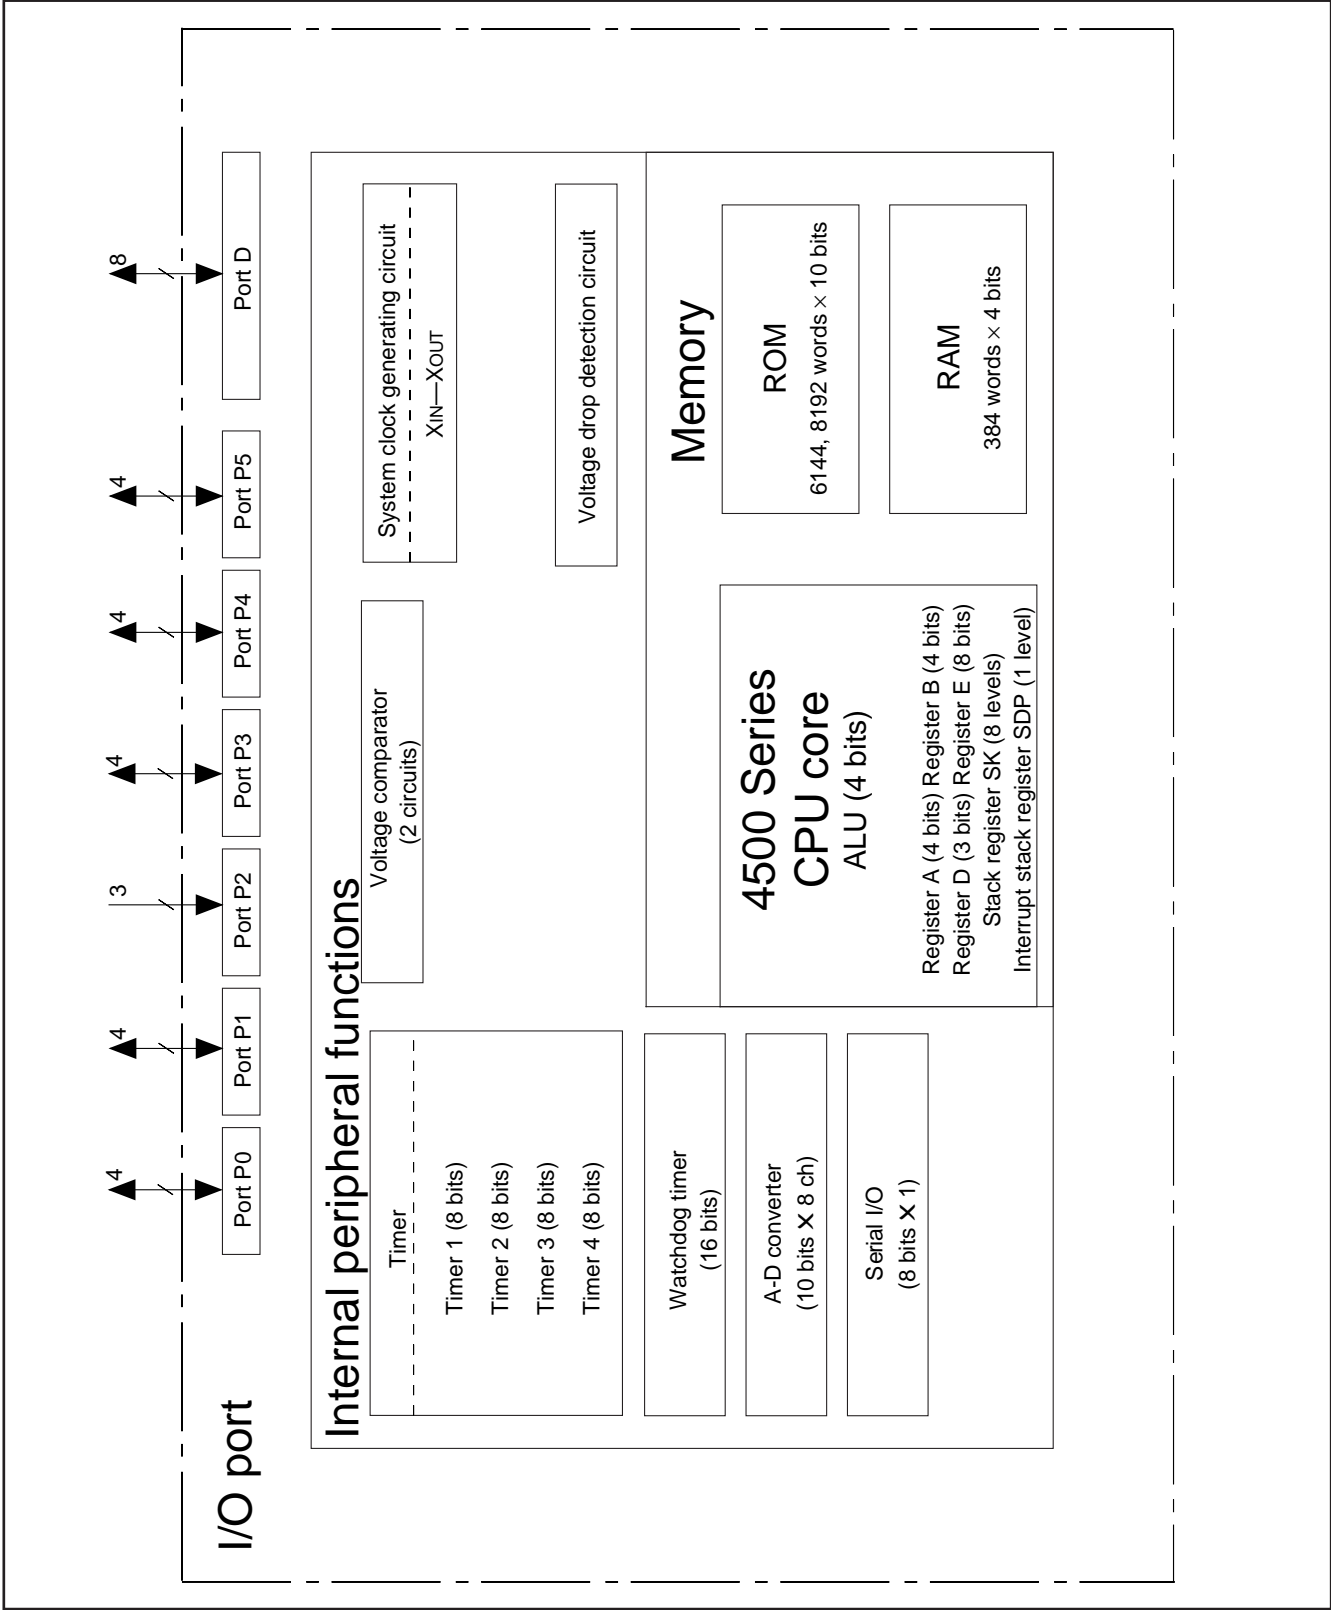 4
4
3
4
4
4
8
I/O port
Port P0
Port P1
Port P2
Port P3
Port P4
Port P5
Port D
Internal peripheral functions
Timer
Timer 1 (8 bits)
Timer 2 (8 bits)
Timer 3 (8 bits)
Timer 4 (8 bits)
Watchdog timer
(16 bits)
A-D converter
(10 bits × 8 ch)
Serial I/O
(8 bits × 1)
Voltage comparator
(2 circuits)
System clock generating circuit
XIN—XOUT
Voltage drop detection circuit
4500 Series
CPU core
ALU (4 bits)
Register A (4 bits) Register B (4 bits)
Register D (3 bits) Register E (8 bits)
Stack register SK (8 levels)
Interrupt stack register SDP (1 level)
Memory
ROM
6144, 8192 words × 10 bits
RAM
384 words × 4 bits